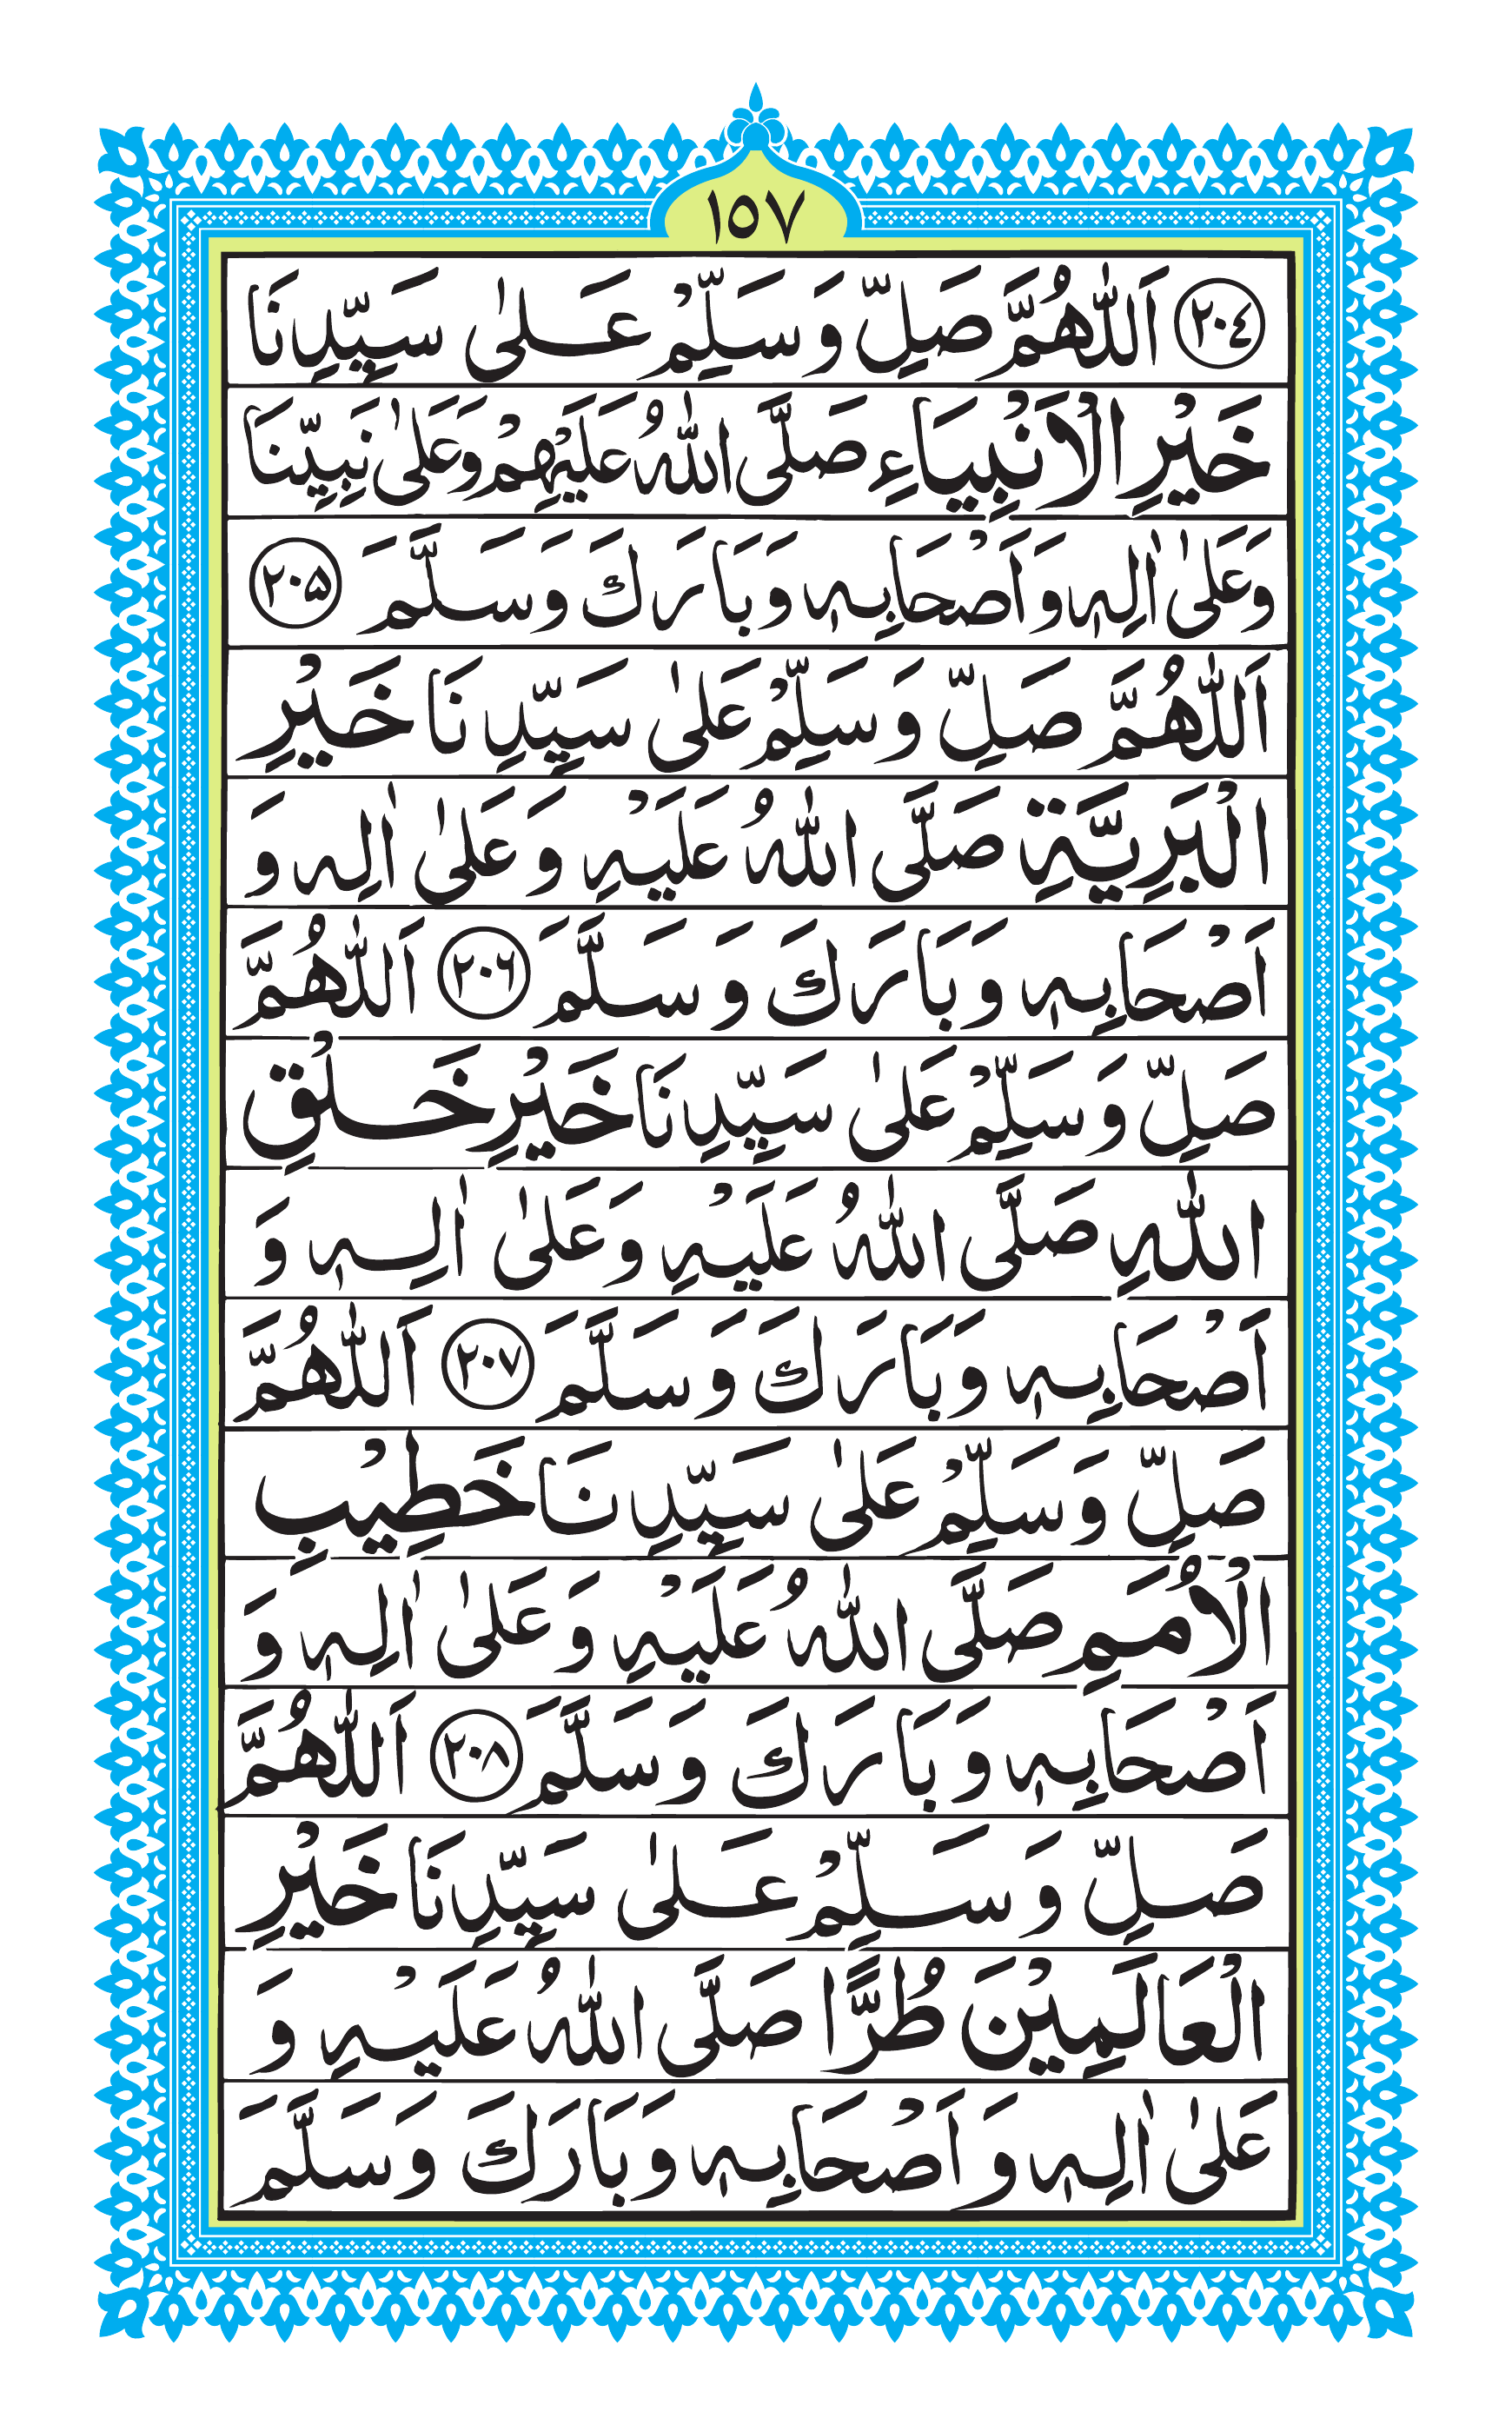 ١٥٧
٢٠٤ اَللّٰهُمَّ صَلِّ وَ سَلِّمْ عَلٰى سَيِّدِنَا
خَيْرِ الْاَنْبِيَاءِ صَلَّى اللّٰهُ عَلَيْهِمْ وَعَلٰى نَبِيِّنَا
وَعَلٰى اٰلِهٖ وَ اَصْحَابِهٖ وَبَارَكَ وَسَلَّمَ ٢٠٥
اَللّٰهُمَّ صَلِّ وَ سَلِّمْ عَلٰى سَيِّدِنَا خَيْرِ
الْبَرِيَّةِ صَلَّى اللّٰهُ عَلَيْهِ وَعَلٰى اٰلِهٖ وَ
اَصْحَابِهٖ وَبَارَكَ وَ سَلَّمَ ٢٠٦ اَللّٰهُمَّ
صَلِّ وَسَلِّمْ عَلٰى سَيِّدِنَا خَيْرِ خَلْقِ
اللّٰهِ صَلَّى اللّٰهُ عَلَيْهِ وَعَلٰى اٰلِهٖ وَ
اَصْحَابِهٖ وَبَارَكَ وَسَلَّمَ ٢٠٧ اَللّٰهُمَّ
صَلِّ وَسَلِّمْ عَلٰى سَيِّدِنَا خَطِيْبِ
الْاُمَمِ صَلَّى اللّٰهُ عَلَيْهِ وَعَلٰى اٰلِهٖ وَ
اَصْحَابِهٖ وَبَارَكَ وَسَلَّمَ ٢٠٨ اَللّٰهُمَّ
صَلِّ وَ سَلِّمْ عَلٰى سَيِّدِنَا خَيْرِ
الْعَالَمِيْنَ طُرًّا صَلَّى اللّٰهُ عَلَيْهِ وَ
عَلٰى اٰلِهٖ وَ اَصْحَابِهٖ وَبَارَكَ وَسَلَّمَ